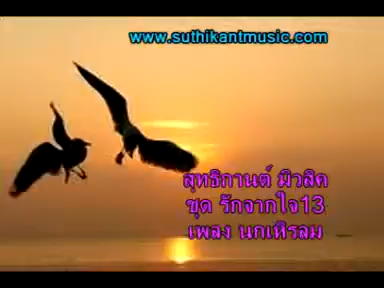 www.suthikantmusic.com
สุทธิกานต์ มิวสิค
ชุด รักจากใจ13
เพลง นกเหิรลม